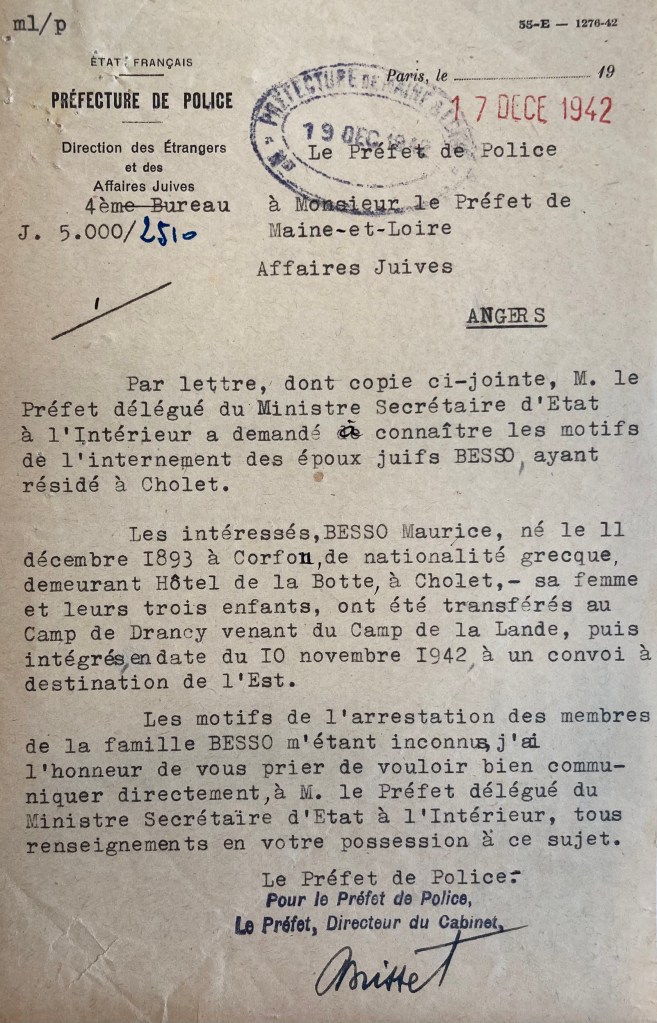 ml/p
55-E — 1276-42
ÉTAT FRANÇAIS
PRÉFECTURE DE POLICE
Direction des Étrangers
et des
Affaires Juives
4ème Bureau
J. 5.000/2510
Paris, le 19
17 DECE 1942
PRÉFECTURE DE MAINE
19 DEC. 1942
Le Préfet de Police
à Monsieur le Préfet de
Maine-et-Loire
Affaires Juives
ANGERS
Par lettre, dont copie ci-jointe, M. le
Préfet délégué du Ministre Secrétaire d'Etat
à l'Intérieur a demandé à connaître les motifs
de l'internement des époux juifs BESSO, ayant
résidé à Cholet.
Les intéressés, BESSO Maurice, né le 11
décembre 1893 à Corfou, de nationalité grecque,
demeurant Hôtel de la Botte, à Cholet,- sa femme
et leurs trois enfants, ont été transférés au
Camp de Drancy venant du Camp de la Lande, puis
intégrés, en date du 10 novembre 1942, à un convoi à
destination de l'Est.
Les motifs de l'arrestation des membres
de la famille BESSO m'étant inconnus, j'ai
l'honneur de vous prier de vouloir bien commu-
niquer directement, à M. le Préfet délégué du
Ministre Secrétaire d'Etat à l'Intérieur, tous
renseignements en votre possession à ce sujet.
Le Préfet de Police:
Pour le Préfet de Police,
Le Préfet, Directeur du Cabinet,